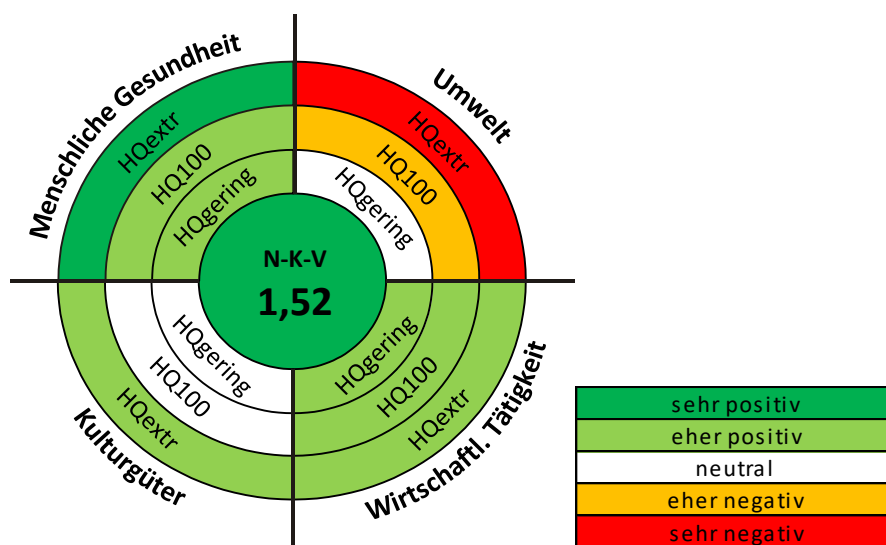 Menschliche Gesundheit
HQextr
HQ100
HQgering
Umwelt
HQextr
HQ100
HQgering
N-K-V
1,52
HQgering
HQ100
HQextr
Kulturgüter
HQgering
HQ100
HQextr
Wirtschaftl. Tätigkeit
sehr positiv
eher positiv
neutral
eher negativ
sehr negativ